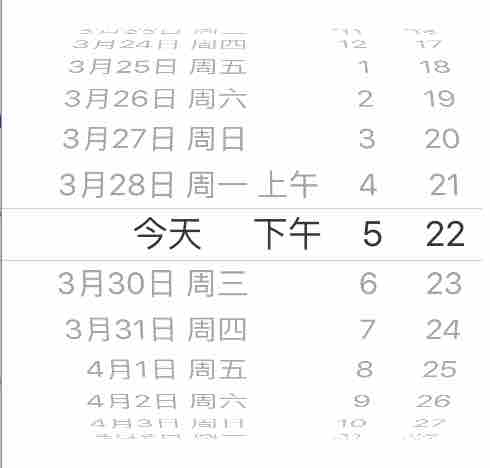 3月24日 周四 12 17
3月25日 周五 1 18
3月26日 周六 2 19
3月27日 周日 3 20
3月28日 周一 上午 4 21
今天 下午 5 22
3月30日 周三 6 23
3月31日 周四 7 24
4月1日 周五 8 25
4月2日 周六 9 26
4月3日 周日 10 27